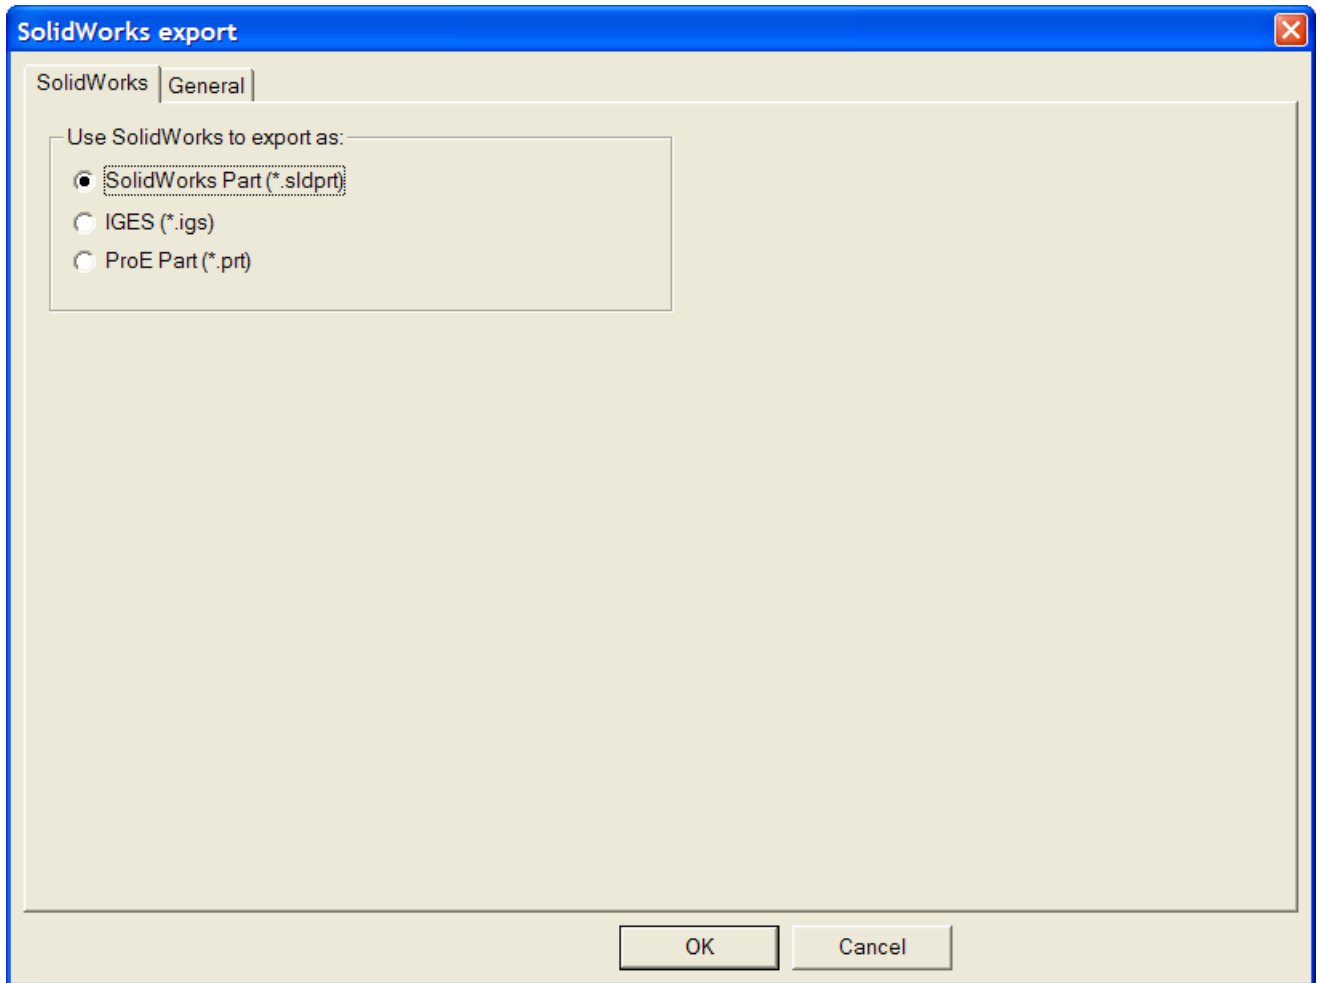 SolidWorks export
SolidWorks
General
Use SolidWorks to export as:
SolidWorks Part (*.sldprt)
IGES (*.igs)
ProE Part (*.prt)
OK
Cancel